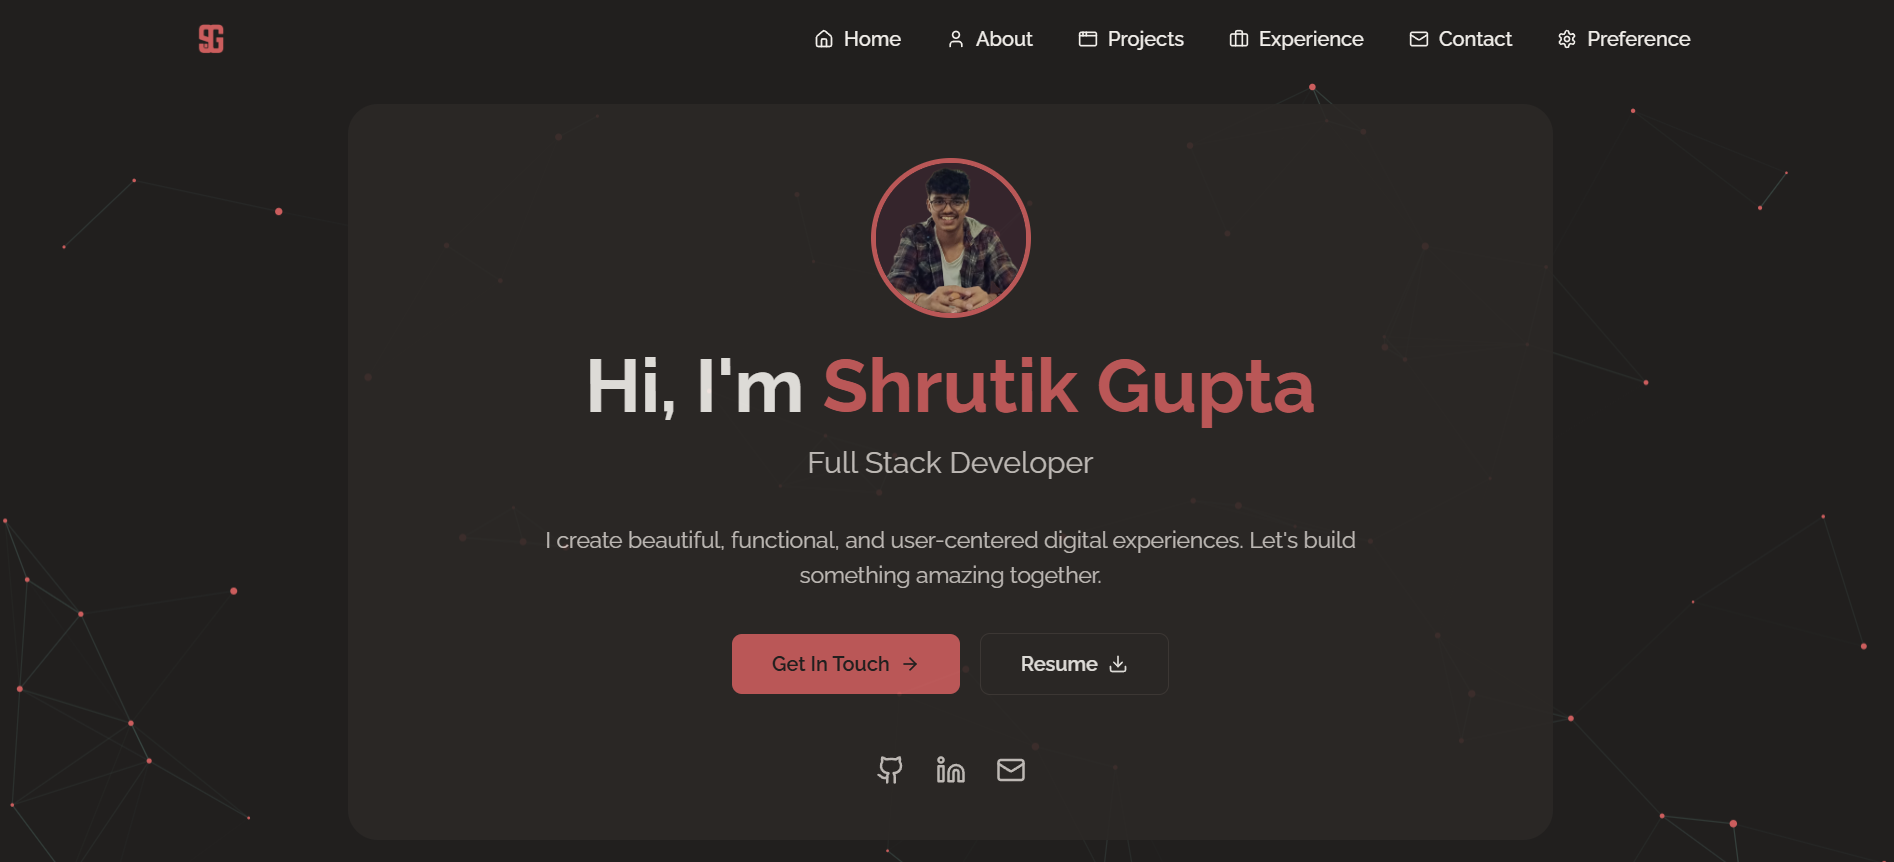 SG
Home
About
Projects
Experience
Contact
Preference
Hi, I'm Shrutik Gupta
Full Stack Developer
I create beautiful, functional, and user-centered digital experiences. Let's build
something amazing together.
Get In Touch
Resume